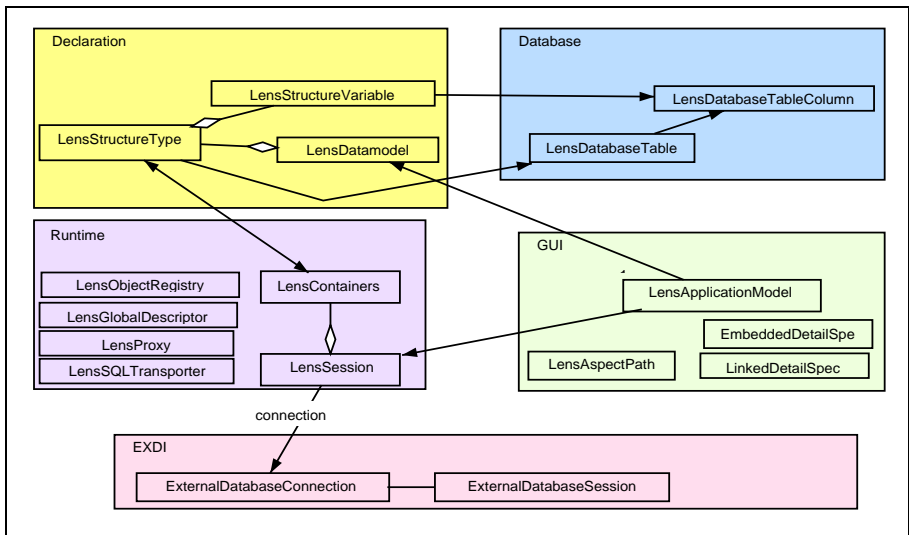 Declaration
Database
LensStructureVariable
LensDatabaseTableColumn
LensStructureType
LensDatamodel
LensDatabaseTable
Runtime
GUI
LensObjectRegistry
LensContainers
LensApplicationModel
LensGlobalDescriptor
EmbeddedDetailSpe
LensProxy
LensSession
LensAspectPath
LinkedDetailSpec
LensSQLTransporter
connection
EXDI
ExternalDatabaseConnection
ExternalDatabaseSession